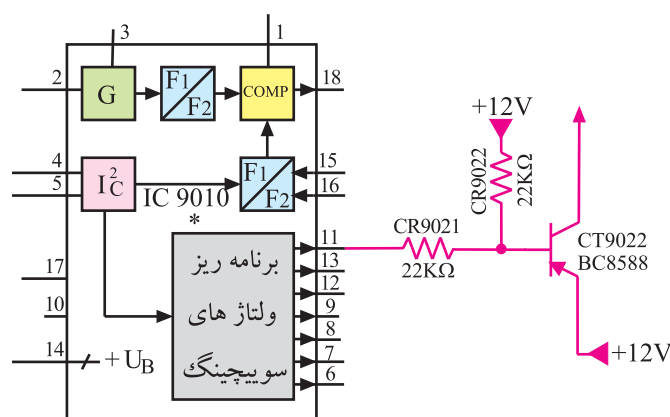 3
1
2
G
F1
F2
COMP
18
+12V
4
5
I²C
F1
F2
15
16
IC 9010
*
CR9022
22KΩ
CR9021
22KΩ
CT9022
BC8588
برنامه ریز
ولتاژ های
سوییچینگ
11
13
12
9
8
7
6
17
10
14
+UB
+12V